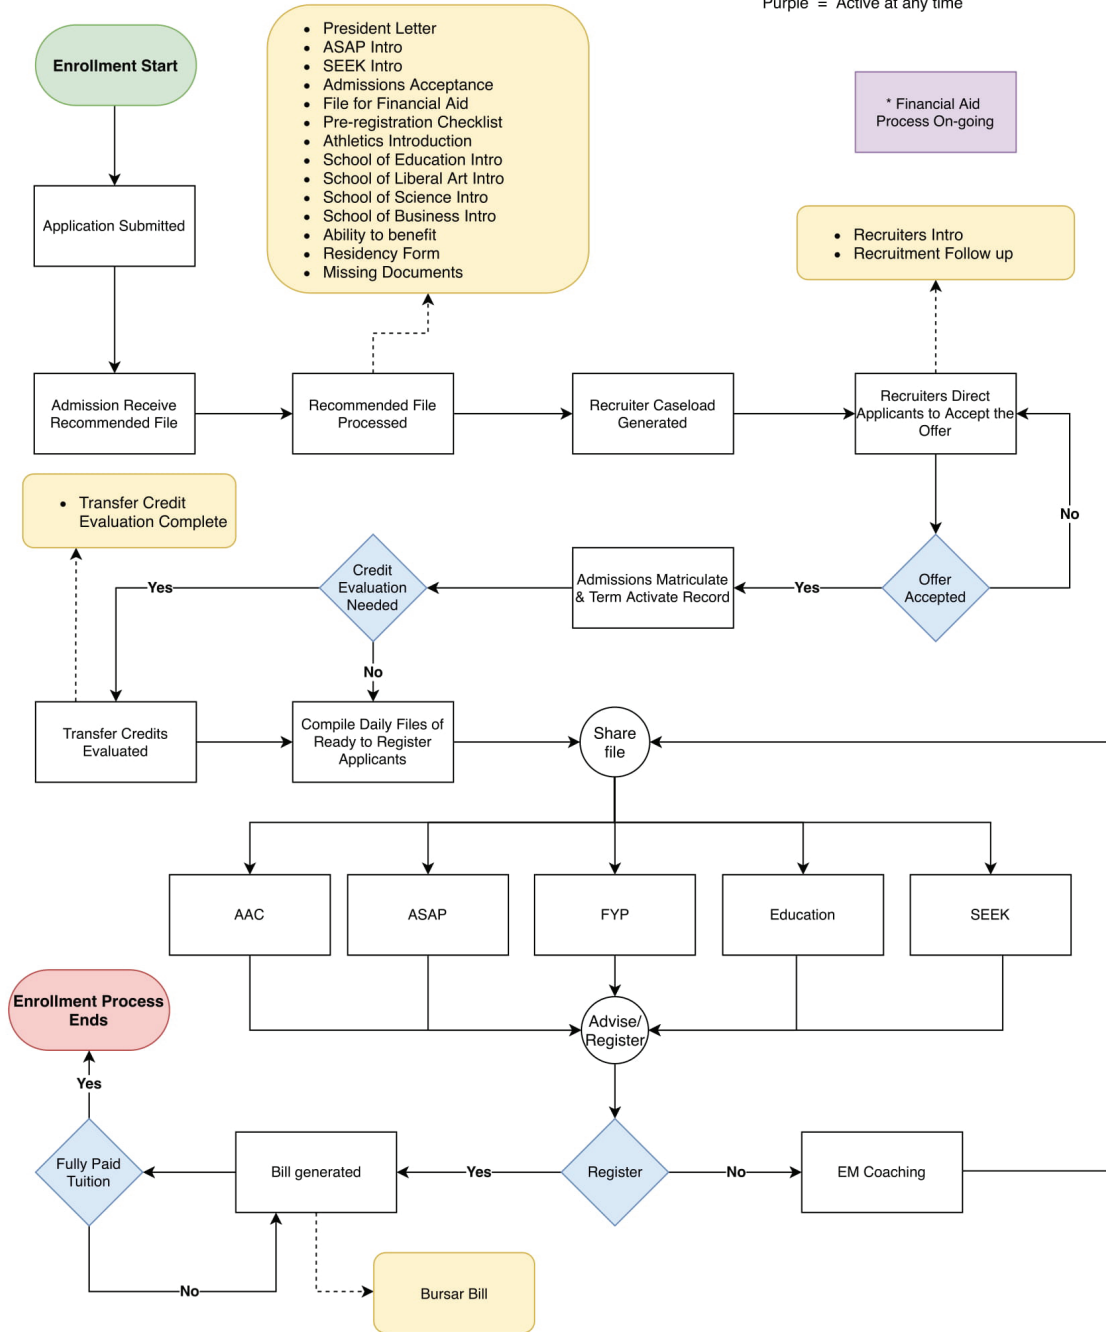 Purple = Active at any time
Enrollment Start
• President Letter
• ASAP Intro
• SEEK Intro
• Admissions Acceptance
• File for Financial Aid
• Pre-registration Checklist
• Athletics Introduction
• School of Education Intro
• School of Liberal Art Intro
• School of Science Intro
• School of Business Intro
• Ability to benefit
• Residency Form
• Missing Documents
* Financial Aid
Process On-going
Application Submitted
• Recruiters Intro
• Recruitment Follow up
Admission Receive
Recommended File
Recommended File
Processed
Recruiter Caseload
Generated
Recruiters Direct
Applicants to Accept the
Offer
No
• Transfer Credit
Evaluation Complete
Yes
Credit
Evaluation
Needed
Admissions Matriculate
& Term Activate Record
Yes
Offer
Accepted
No
Transfer Credits
Evaluated
Compile Daily Files of
Ready to Register
Applicants
Share
file
AAC
ASAP
FYP
Education
SEEK
Enrollment Process
Ends
Advise/
Register
Yes
Fully Paid
Tuition
Bill generated
Yes
Register
No
EM Coaching
No
Bursar Bill